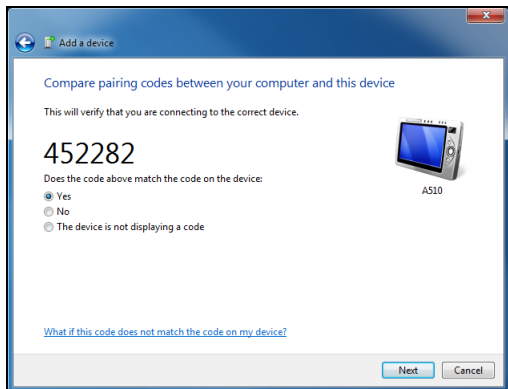 Add a device
Compare pairing codes between your computer and this device
This will verify that you are connecting to the correct device.
452282
Does the code above match the code on the device:
Yes
No
The device is not displaying a code
A510
What if this code does not match the code on my device?
Next Cancel